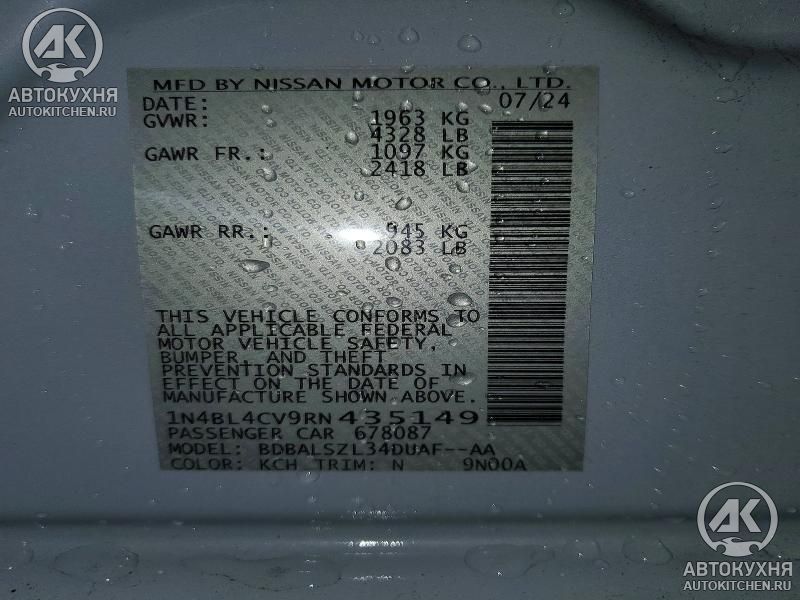 AK
АВТОКУХНЯ
AUTOKITCHEN.RU
MFD BY NISSAN MOTOR CO., LTD.
DATE: 07/24
GVWR: 1963 KG
4328 LB
GAWR FR.: 1097 KG
2418 LB
GAWR RR.: 945 KG
2083 LB
THIS VEHICLE CONFORMS TO
ALL APPLICABLE FEDERAL
MOTOR VEHICLE SAFETY,
BUMPER, AND THEFT
PREVENTION STANDARDS IN
EFFECT ON THE DATE OF
MANUFACTURE SHOWN ABOVE.
1N4BL4CV9RN435149
PASSENGER CAR 678087
MODEL: BDBALSZL34DUAF--AA
COLOR: KCH TRIM: N 9N00A
AK
АВТОКУХНЯ
AUTOKITCHEN.RU